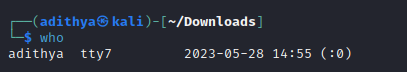 ┌──(adithya㉿kali)-[~/Downloads]
└─$ who
adithya  tty7         2023-05-28 14:55 (:0)